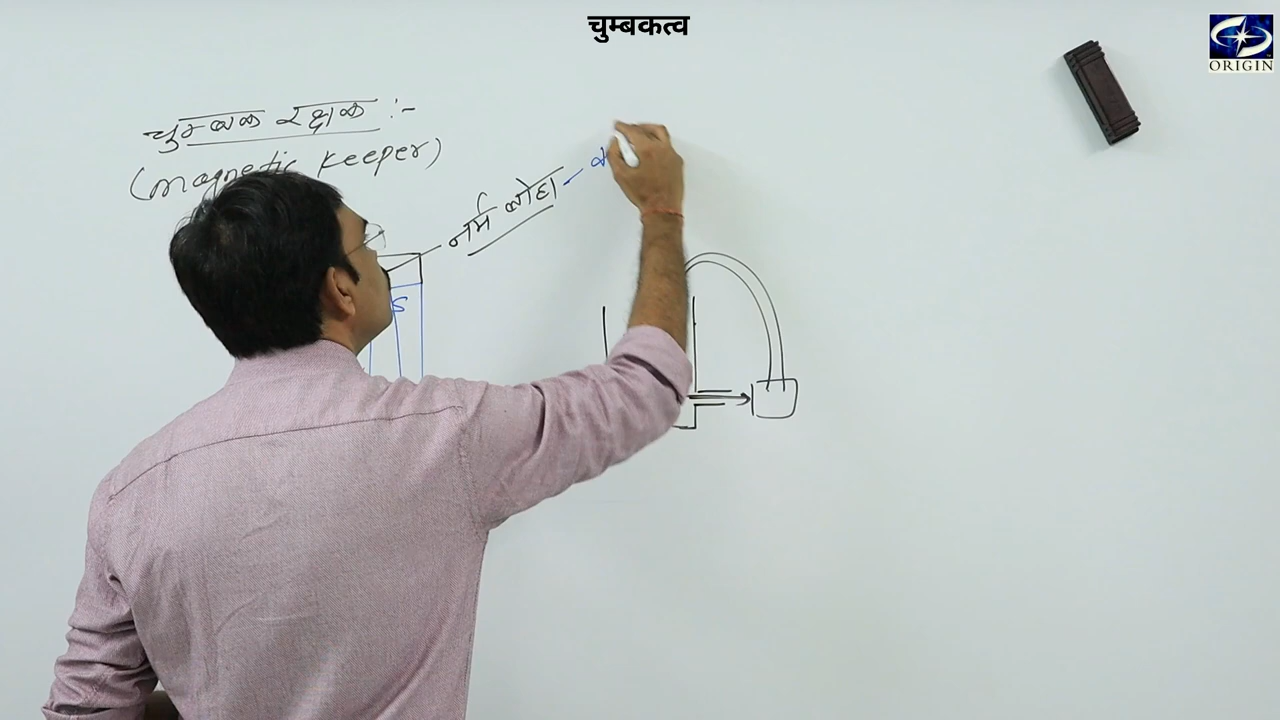 चुम्बकत्व
ORIGIN
चुम्बक रक्षक :-
(magnetic keeper)
नर्म लोहा -
S